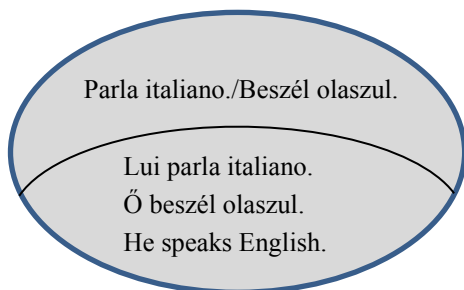 Parla italiano./Beszél olaszul.
Lui parla italiano.
Ő beszél olaszul.
He speaks English.